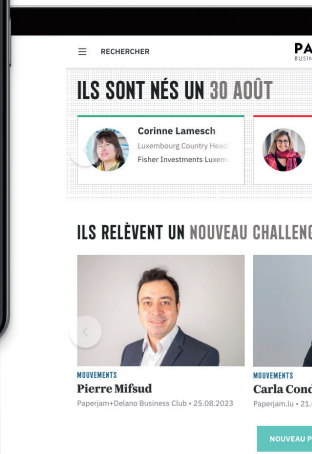 RECHERCHER
PA
BUSIN
ILS SONT NÉS UN 30 AOÛT
Corinne Lamesch
Luxembourg Country Head
Fisher Investments Luxem
ILS RELÈVENT UN NOUVEAU CHALLENG
MOUVEMENTS
Pierre Mifsud
Paperjam+Delano Business Club • 25.08.2023
MOUVEMENTS
Carla Cond
Paperjam.lu • 21.
NOUVEAU P